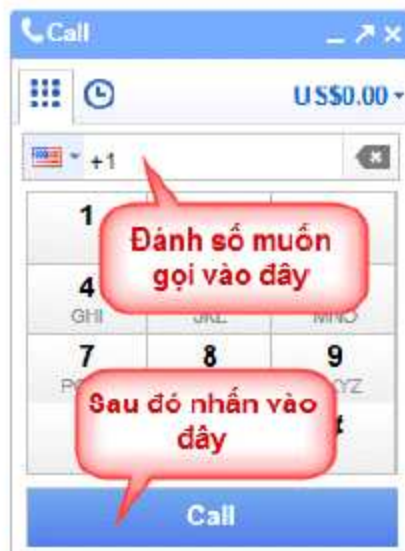 Call
US$0.00
+1
1
Đánh số muốn
gọi vào đây
4
GHI JKL MNO
7 8 9
Sau đó nhấn vào
đây
Call